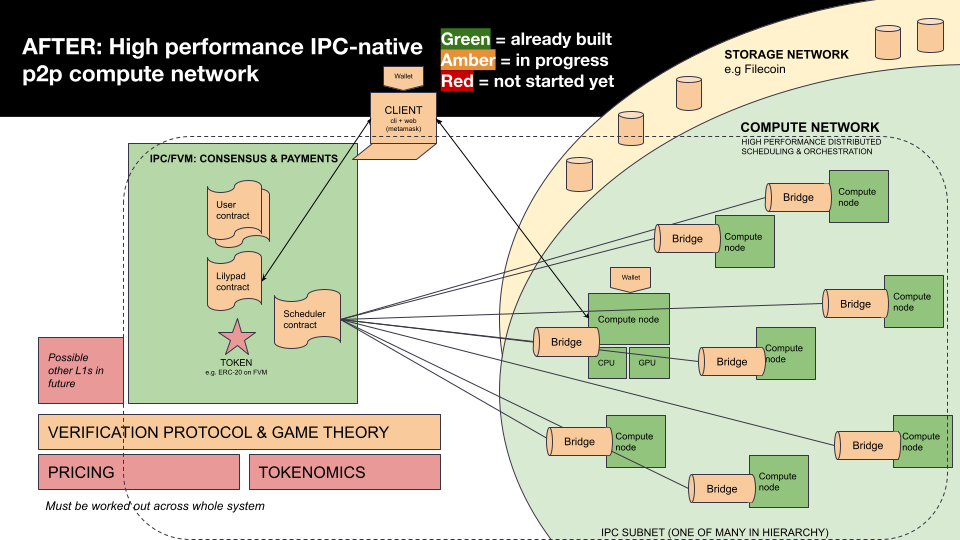 AFTER: High performance IPC-native
p2p compute network
Green = already built
Amber = in progress
Red = not started yet
Wallet
CLIENT
cli + web
(metamask)
STORAGE NETWORK
e.g Filecoin
COMPUTE NETWORK
HIGH PERFORMANCE DISTRIBUTED
SCHEDULING & ORCHESTRATION
IPC/FVM: CONSENSUS & PAYMENTS
User
contract
Lilypad
contract
Scheduler
contract
TOKEN
e.g. ERC-20 on FVM
Possible
other L1s in
future
VERIFICATION PROTOCOL & GAME THEORY
PRICING
TOKENOMICS
Must be worked out across whole system
Bridge
Compute
node
Bridge
Compute
node
Wallet
Compute node
Bridge
CPU
GPU
Bridge
Compute
node
Bridge
Compute
node
Bridge
Compute
node
Bridge
Compute
node
Bridge
Compute
node
IPC SUBNET (ONE OF MANY IN HIERARCHY)